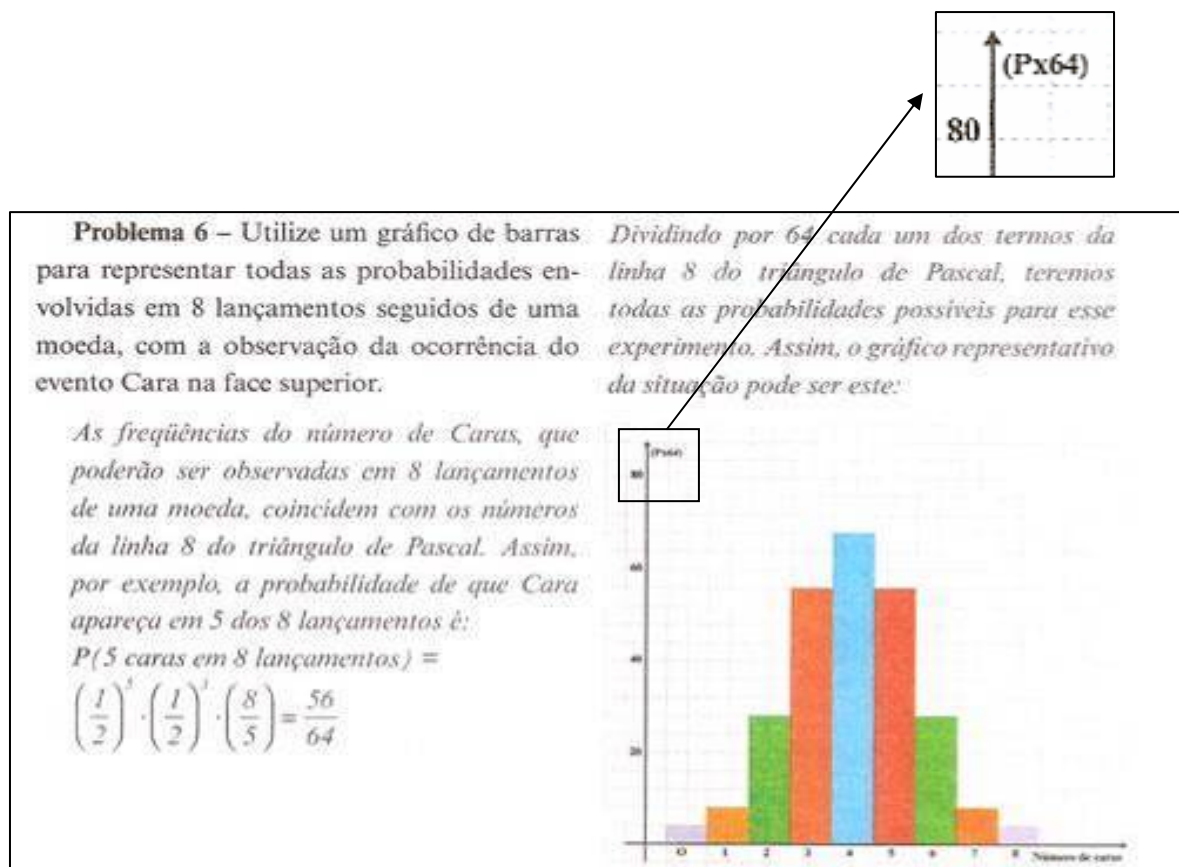 (Px64)
80
Problema 6 – Utilize um gráfico de barras
para representar todas as probabilidades en-
volvidas em 8 lançamentos seguidos de uma
moeda, com a observação da ocorrência do
evento Cara na face superior.
As freqüências do número de Caras, que
poderão ser observadas em 8 lançamentos
de uma moeda, coincidem com os números
da linha 8 do triângulo de Pascal. Assim,
por exemplo, a probabilidade de que Cara
apareça em 5 dos 8 lançamentos é:
P(5 caras em 8 lançamentos) =
(1/2)^5 · (1/2)^3 · (8/5) = 56/64
Dividindo por 64 cada um dos termos da
linha 8 do triângulo de Pascal, teremos
todas as probabilidades possíveis para esse
experimento. Assim, o gráfico representativo
da situação pode ser este:
(Px64)
80
60
40
20
0 1 2 3 4 5 6 7 8 Número de caras